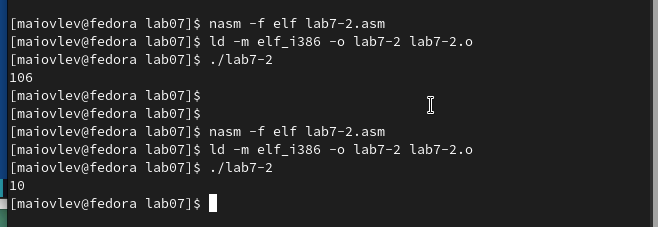 [maiovlev@fedora lab07]$ nasm -f elf lab7-2.asm
[maiovlev@fedora lab07]$ ld -m elf_i386 -o lab7-2 lab7-2.o
[maiovlev@fedora lab07]$ ./lab7-2
106
[maiovlev@fedora lab07]$
[maiovlev@fedora lab07]$
[maiovlev@fedora lab07]$ nasm -f elf lab7-2.asm
[maiovlev@fedora lab07]$ ld -m elf_i386 -o lab7-2 lab7-2.o
[maiovlev@fedora lab07]$ ./lab7-2
10
[maiovlev@fedora lab07]$